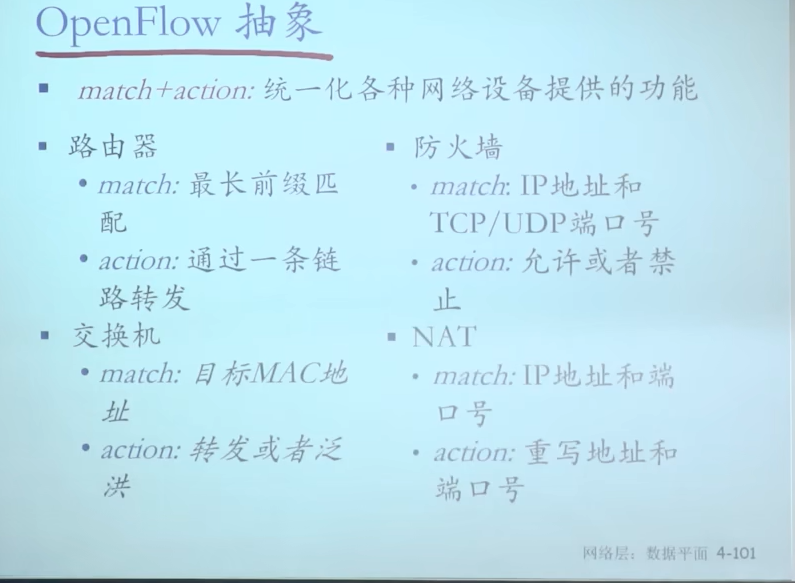 OpenFlow 抽象
match+action: 统一化各种网络设备提供的功能
路由器
match: 最长前缀匹
配
action: 通过一条链
路转发
交换机
match: 目标MAC地
址
action: 转发或者泛
洪
防火墙
match: IP地址和
TCP/UDP端口号
action: 允许或者禁
止
NAT
match: IP地址和端
口号
action: 重写地址和
端口号
网络层：数据平面 4-101